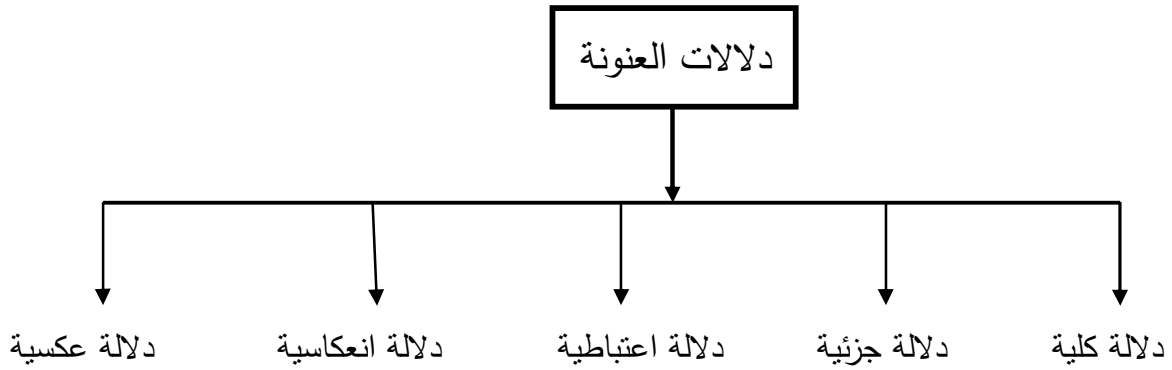 دلالات العنونة
دلالة كلية
دلالة جزئية
دلالة اعتباطية
دلالة انعكاسية
دلالة عكسية